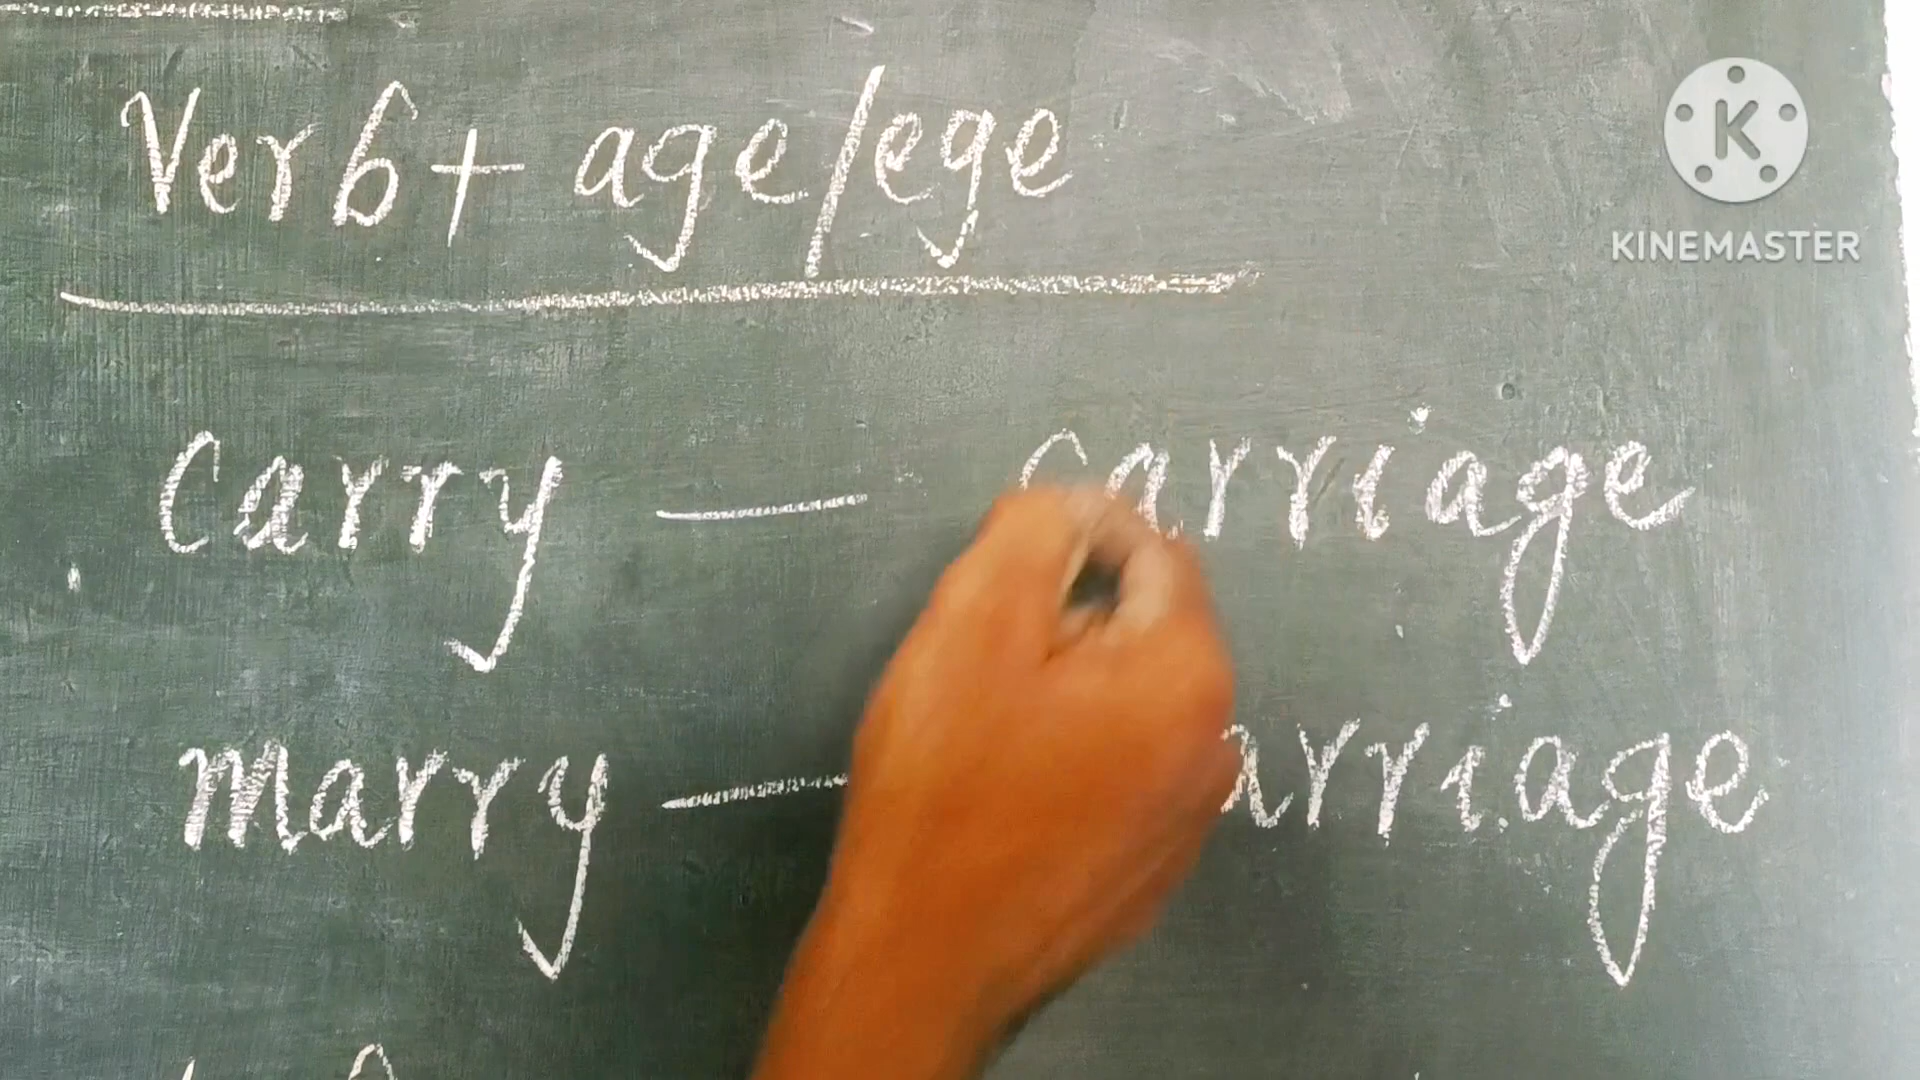 Verb + age/ege
KINEMASTER
Carry — carriage
Marry — arriage